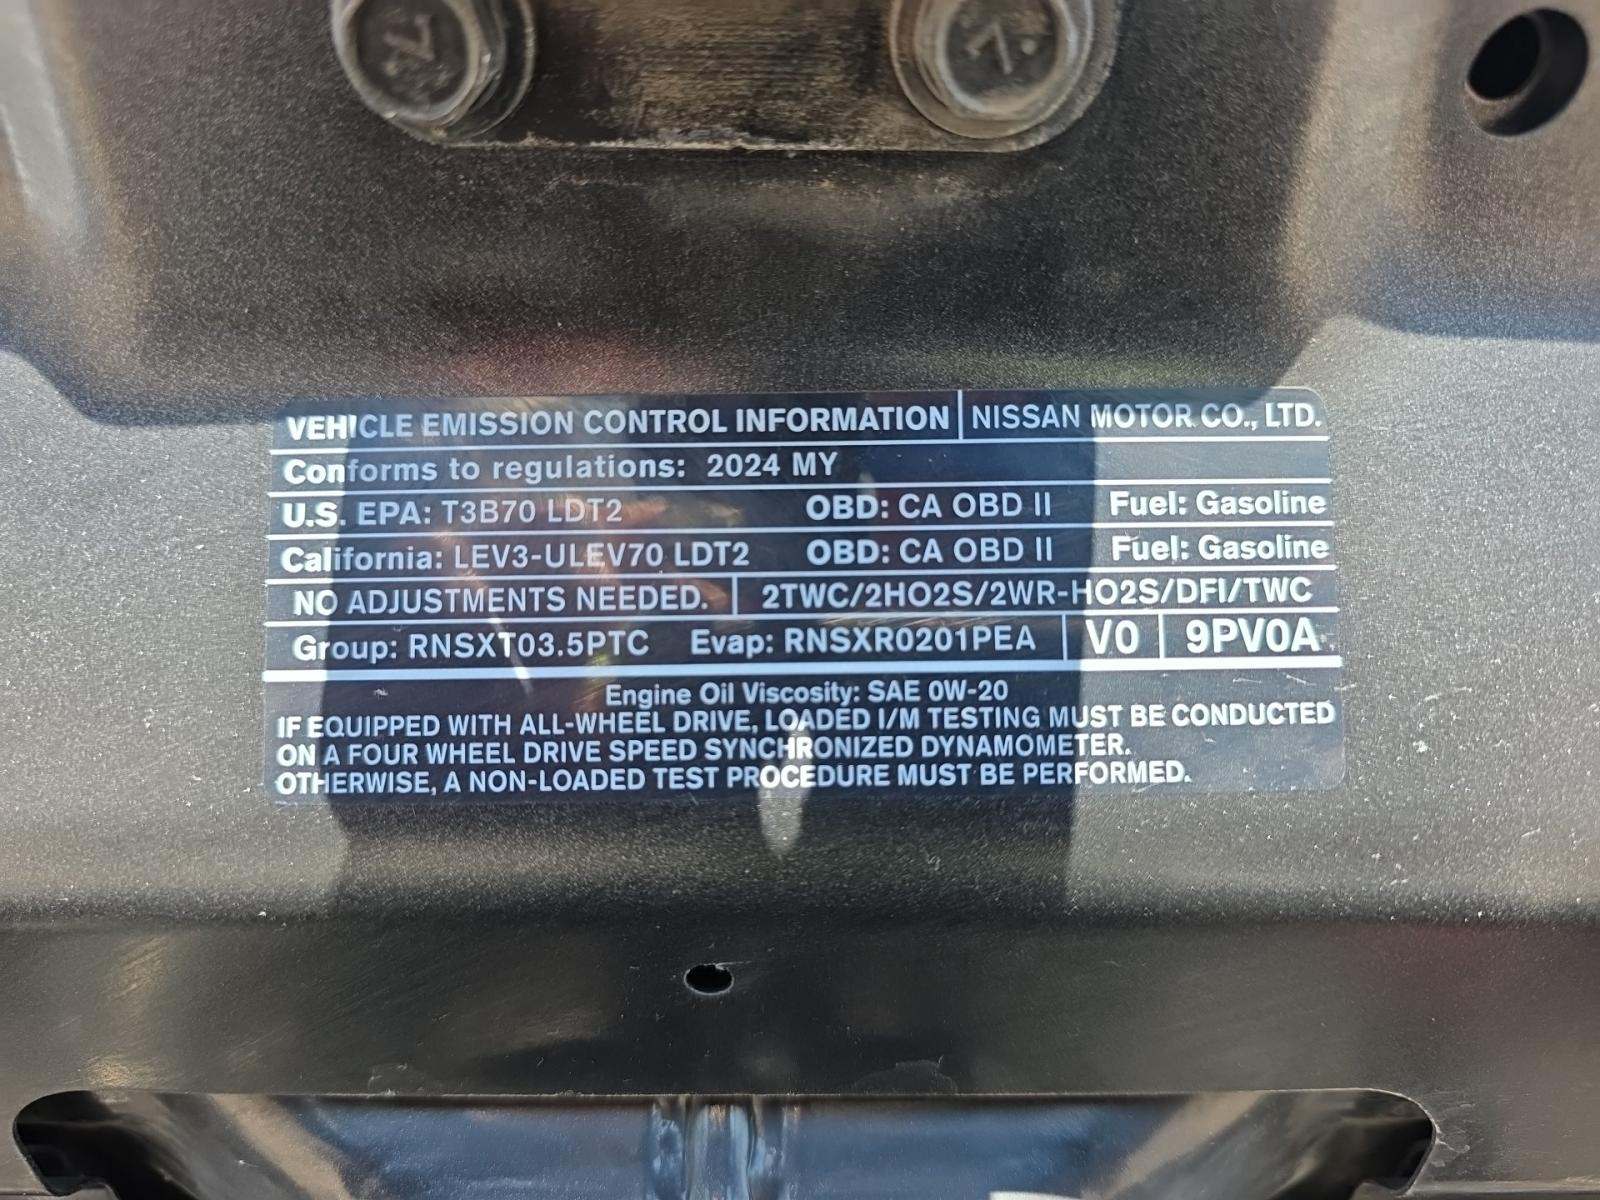 VEHICLE EMISSION CONTROL INFORMATION NISSAN MOTOR CO., LTD.
Conforms to regulations: 2024 MY
U.S. EPA: T3B70 LDT2 OBD: CA OBD II Fuel: Gasoline
California: LEV3-ULEV70 LDT2 OBD: CA OBD II Fuel: Gasoline
NO ADJUSTMENTS NEEDED. 2TWC/2HO2S/2WR-HO2S/DFI/TWC
Group: RNSXT03.5PTC Evap: RNSXR0201PEA V0 9PV0A
Engine Oil Viscosity: SAE 0W-20
IF EQUIPPED WITH ALL-WHEEL DRIVE, LOADED I/M TESTING MUST BE CONDUCTED
ON A FOUR WHEEL DRIVE SPEED SYNCHRONIZED DYNAMOMETER.
OTHERWISE, A NON-LOADED TEST PROCEDURE MUST BE PERFORMED.